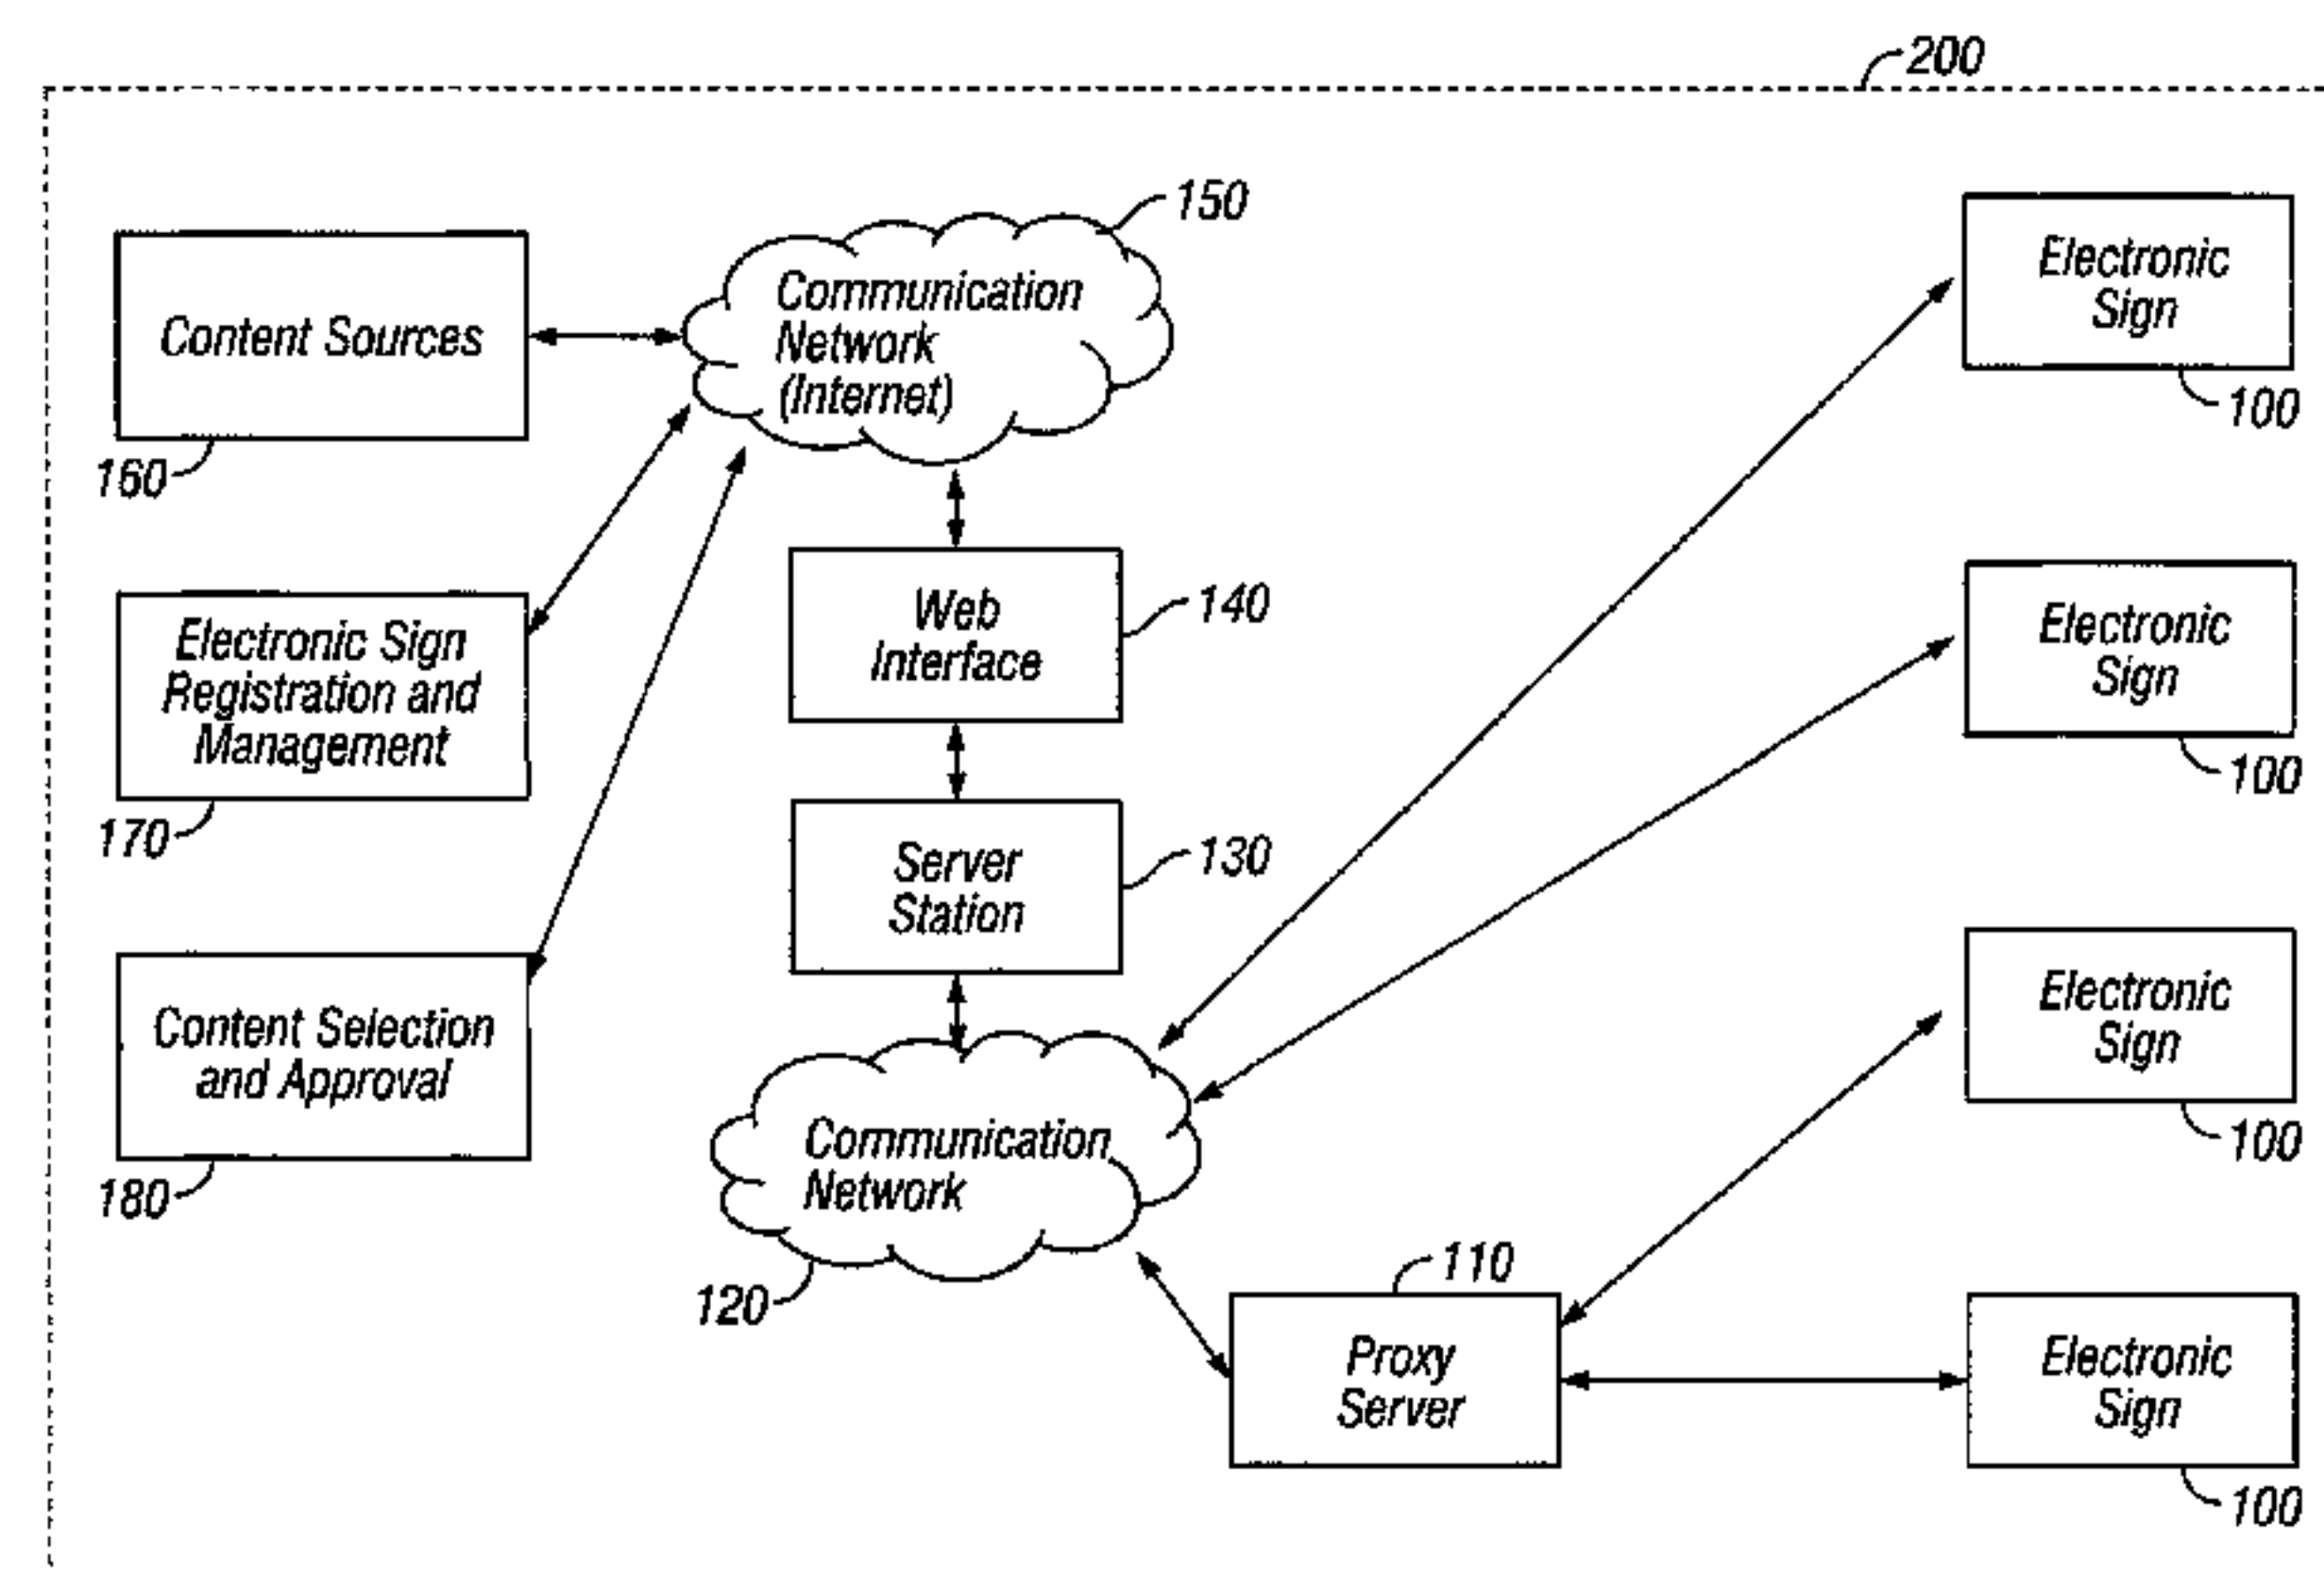 200
150
Communication
Network
(Internet)
Content Sources
160
Electronic
Sign
100
Web
Interface
140
Electronic Sign
Registration and
Management
170
Electronic
Sign
100
Server
Station
130
Content Selection
and Approval
180
Electronic
Sign
100
Communication
Network
120
110
Proxy
Server
Electronic
Sign
100